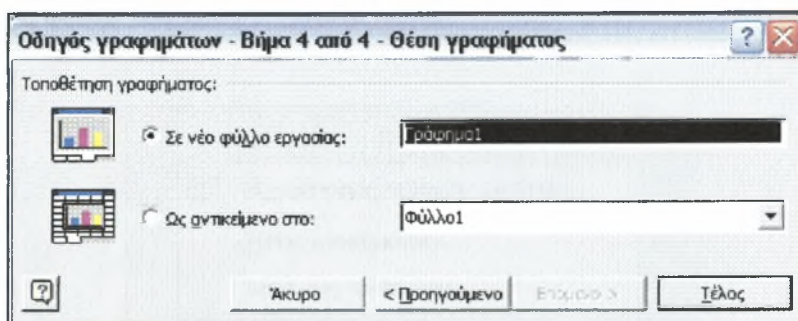 Οδηγός γραφημάτων - Βήμα 4 από 4 - Θέση γραφήματος
Τοποθέτηση γραφήματος:
Σε νέο φύλλο εργασίας: Γράφημα1
Ως αντικείμενο στο: Φύλλο1
Άκυρο < Προηγούμενο Επόμενο > Τέλος